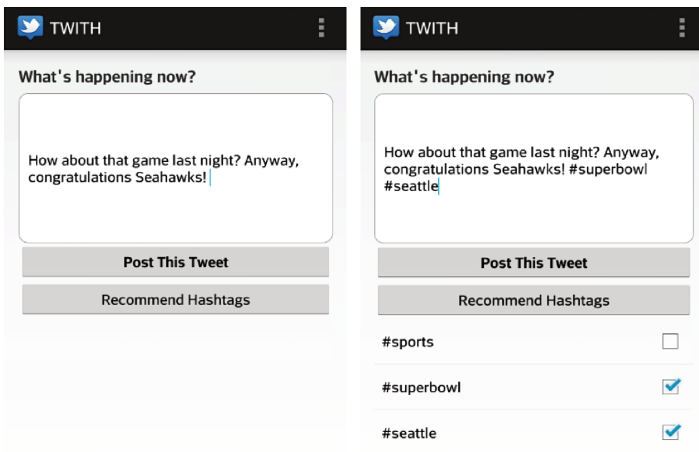 TWITH
What's happening now?
How about that game last night? Anyway,
congratulations Seahawks!
Post This Tweet
Recommend Hashtags
TWITH
What's happening now?
How about that game last night? Anyway,
congratulations Seahawks! #superbowl
#seattle
Post This Tweet
Recommend Hashtags
#sports
#superbowl
#seattle